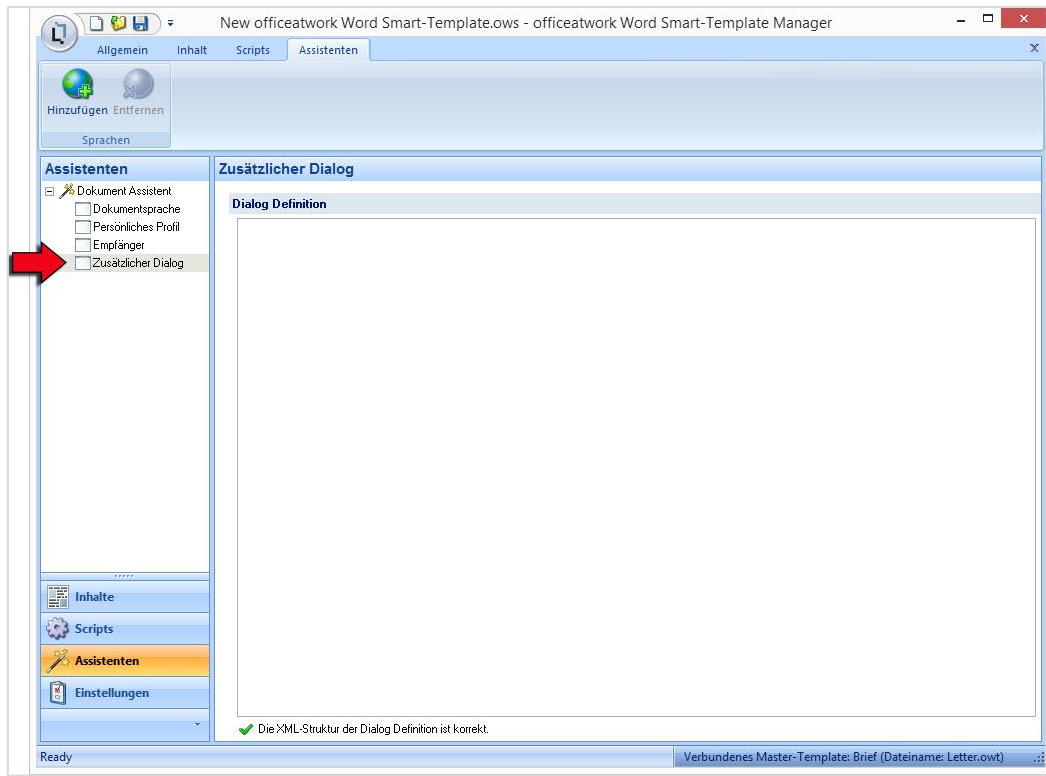 New officeatwork Word Smart-Template.ows - officeatwork Word Smart-Template Manager
Allgemein Inhalt Scripts Assistenten
Hinzufügen Entfernen
Sprachen
Assistenten
Dokument Assistent
Dokumentsprache
Persönliches Profil
Empfänger
Zusätzlicher Dialog
Inhalte
Scripts
Assistenten
Einstellungen
Zusätzlicher Dialog
Dialog Definition
Die XML-Struktur der Dialog Definition ist korrekt.
Ready
Verbundenes Master-Template: Brief (Dateiname: Letter.owt)